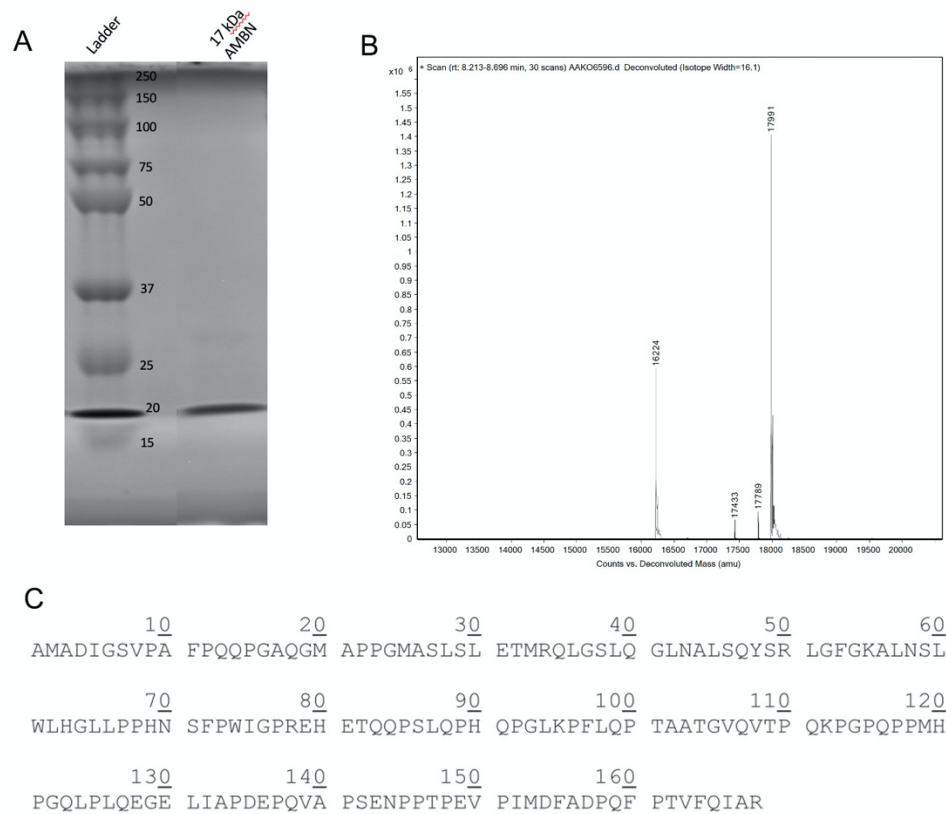 A
Ladder
17 kDa
AMBN
250
150
100
75
50
37
25
20
15
B
x10 6
+ Scan (rt: 8.213-8.696 min, 30 scans) AAKO6596.d Deconvoluted (Isotope Width=16.1)
1.55
1.5
1.45
1.4
1.35
1.3
1.25
1.2
1.15
1.1
1.05
1
0.95
0.9
0.85
0.8
0.75
0.7
0.65
0.6
0.55
0.5
0.45
0.4
0.35
0.3
0.25
0.2
0.15
0.1
0.05
0
16224
17433
17789
17991
13000 13500 14000 14500 15000 15500 16000 16500 17000 17500 18000 18500 19000 19500 20000
Counts vs. Deconvoluted Mass (amu)
C
10 20 30 40 50 60
AMADIGSVPA FPQQPGAQGM APPGMASLSL ETMRQLGSLQ GLNALSQYSR LGFGKALNSL
70 80 90 100 110 120
WLHGLLPPHN SFPWIGPREH ETQQPSLQPH QPGLKPFLQP TAATGVQVTP QKPGPQPPMH
130 140 150 160
PGQLPLQEGE LIAPDEPQVA PSENPPTPEV PIMDFADPQF PTVFQIAR